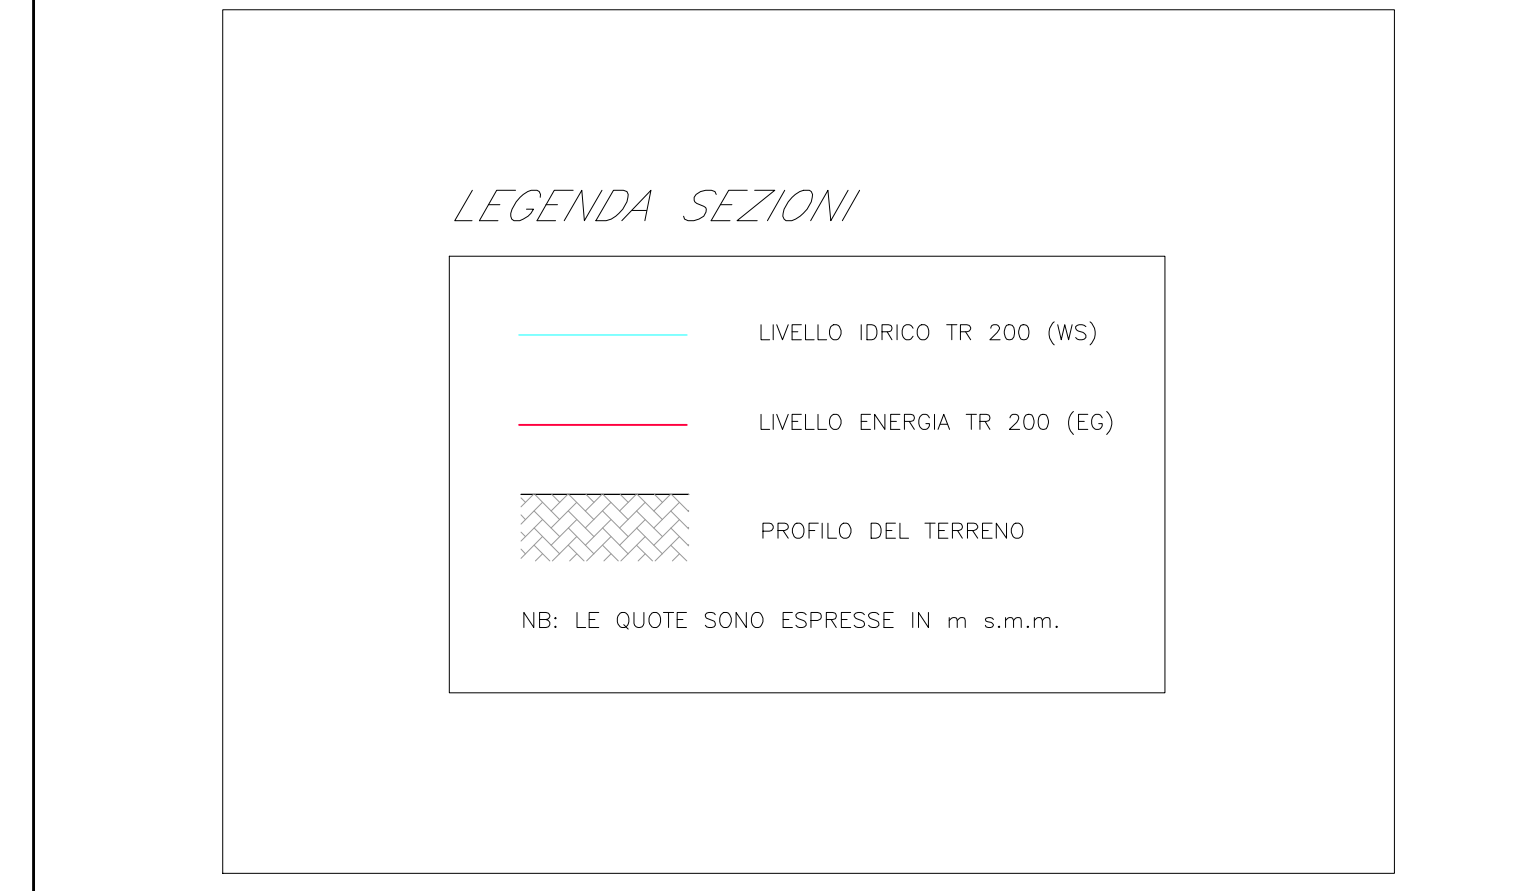 LEGENDA SEZIONI
LIVELLO IDRICO TR 200 (WS)
LIVELLO ENERGIA TR 200 (EG)
PROFILO DEL TERRENO
NB: LE QUOTE SONO ESPRESSE IN m s.m.m.